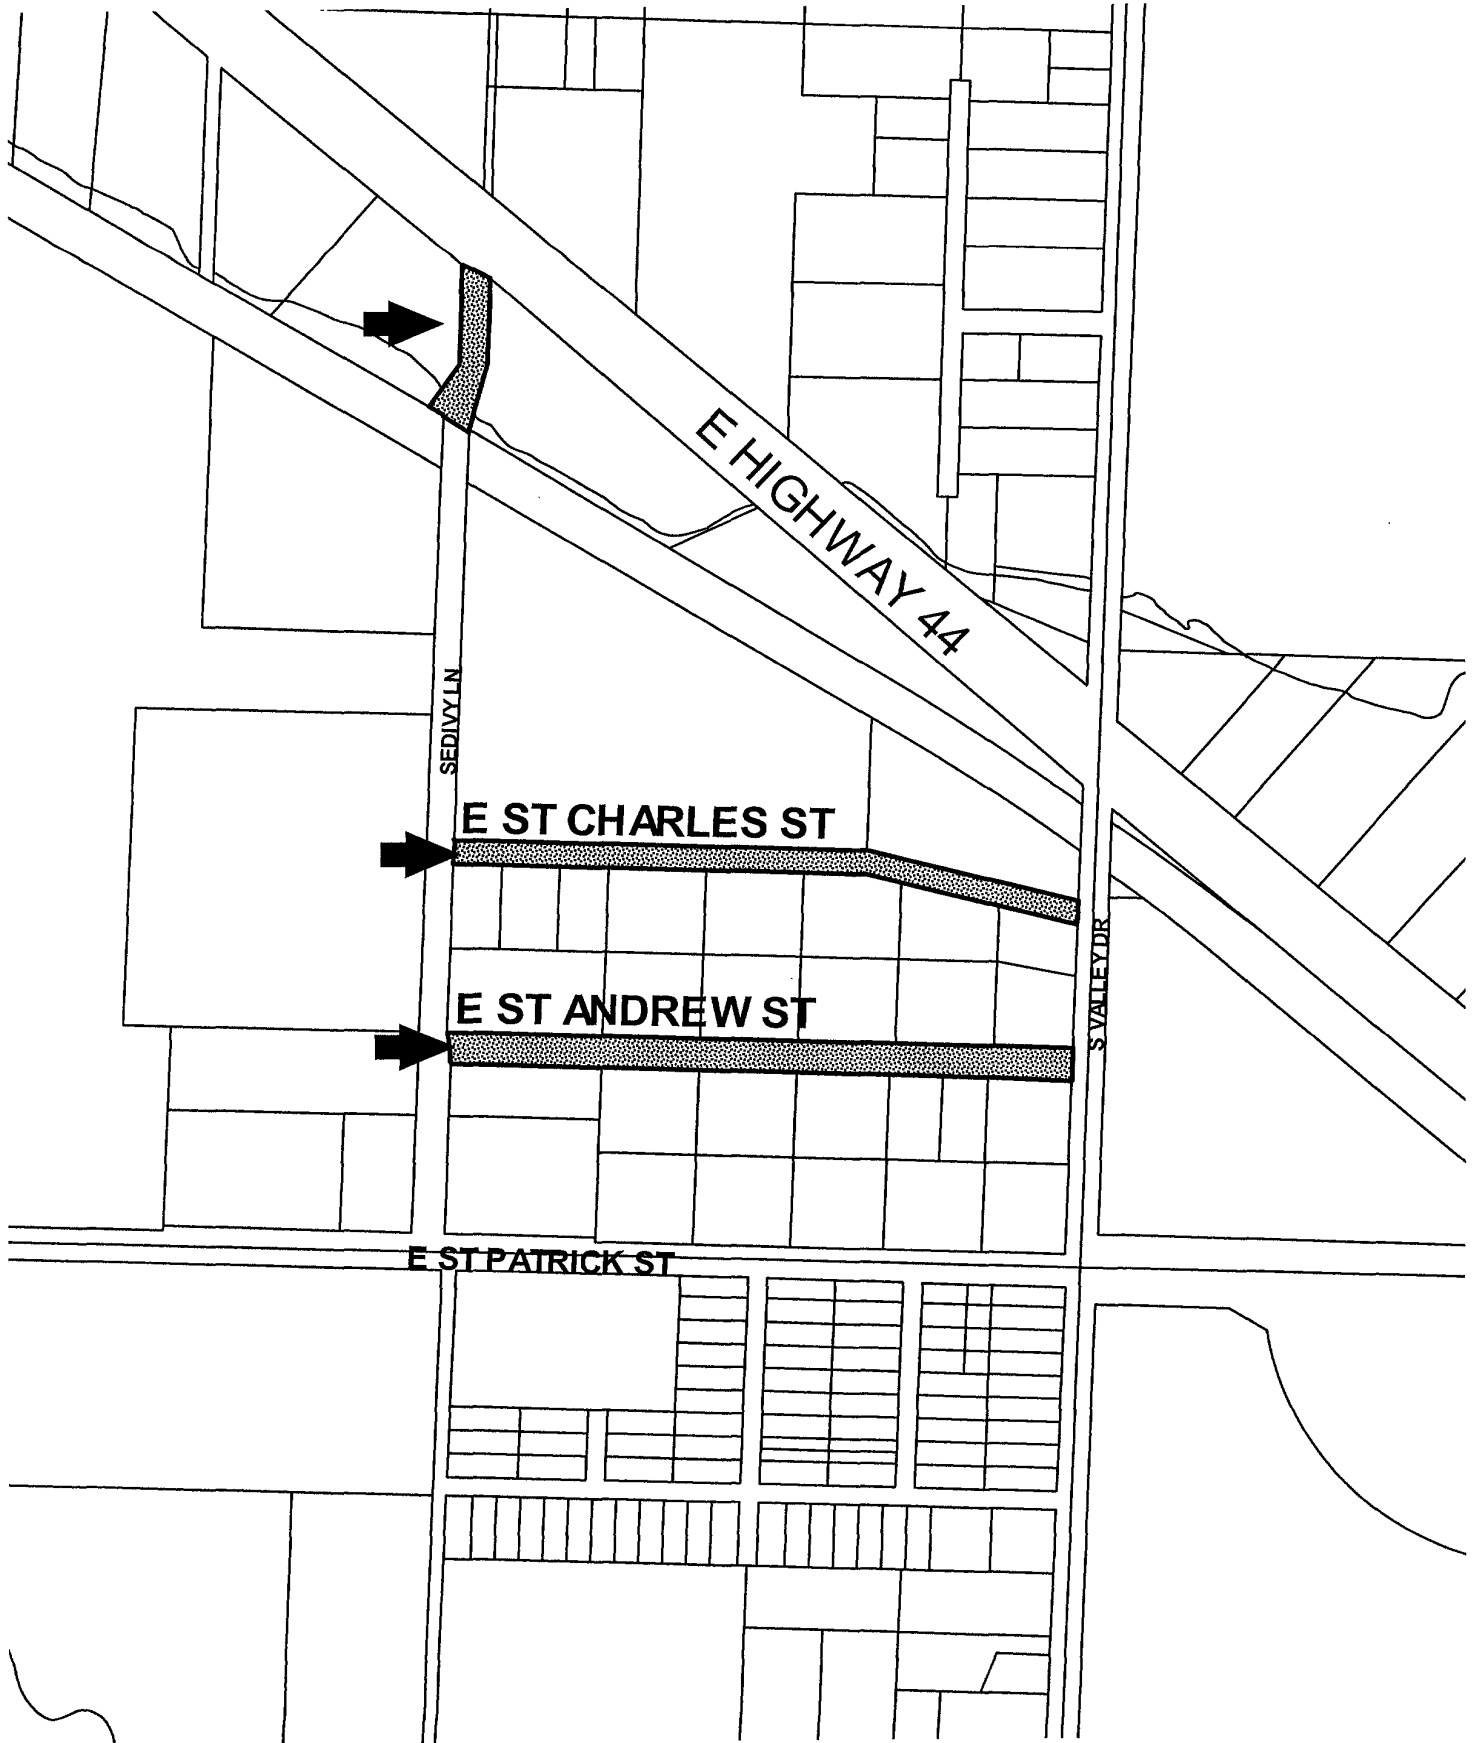 E HIGHWAY 44
SEDIVY LN
E ST CHARLES ST
S VALLEY DR
E ST ANDREW ST
E ST PATRICK ST